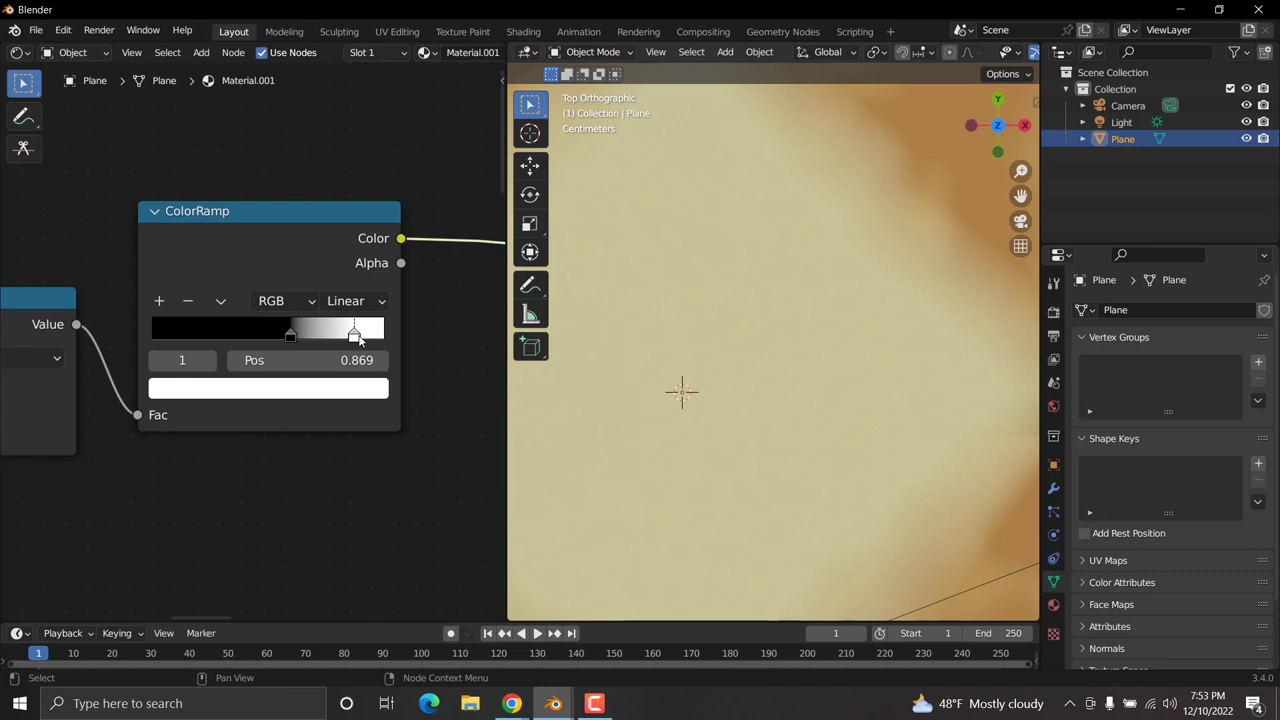 Blender
File Edit Render Window Help Layout Modeling Sculpting UV Editing Texture Paint Shading Animation Rendering Compositing Geometry Nodes Scripting Scene ViewLayer
Object View Select Add Node Use Nodes Slot 1 Material.001 Object Mode View Select Add Object Global
Options
Plane Plane Material.001
Top Orthographic
(1) Collection | Plane
Centimeters
Y
Z
X
Scene Collection
Collection
Camera
Light
Plane
ColorRamp
Color
Alpha
RGB Linear
Value
1 Pos 0.869
Fac
Plane Plane
Plane
Vertex Groups
Shape Keys
Add Rest Position
UV Maps
Color Attributes
Face Maps
Attributes
Normals
Playback Keying View Marker 1 Start 1 End 250
1 10 20 30 40 50 60 70 80 90 100 110 120 130 140 150 160 170 180 190 200 210 220 230 240 250
Select Pan View Node Context Menu 3.4.0
Type here to search 48°F Mostly cloudy 7:53 PM
12/10/2022
4